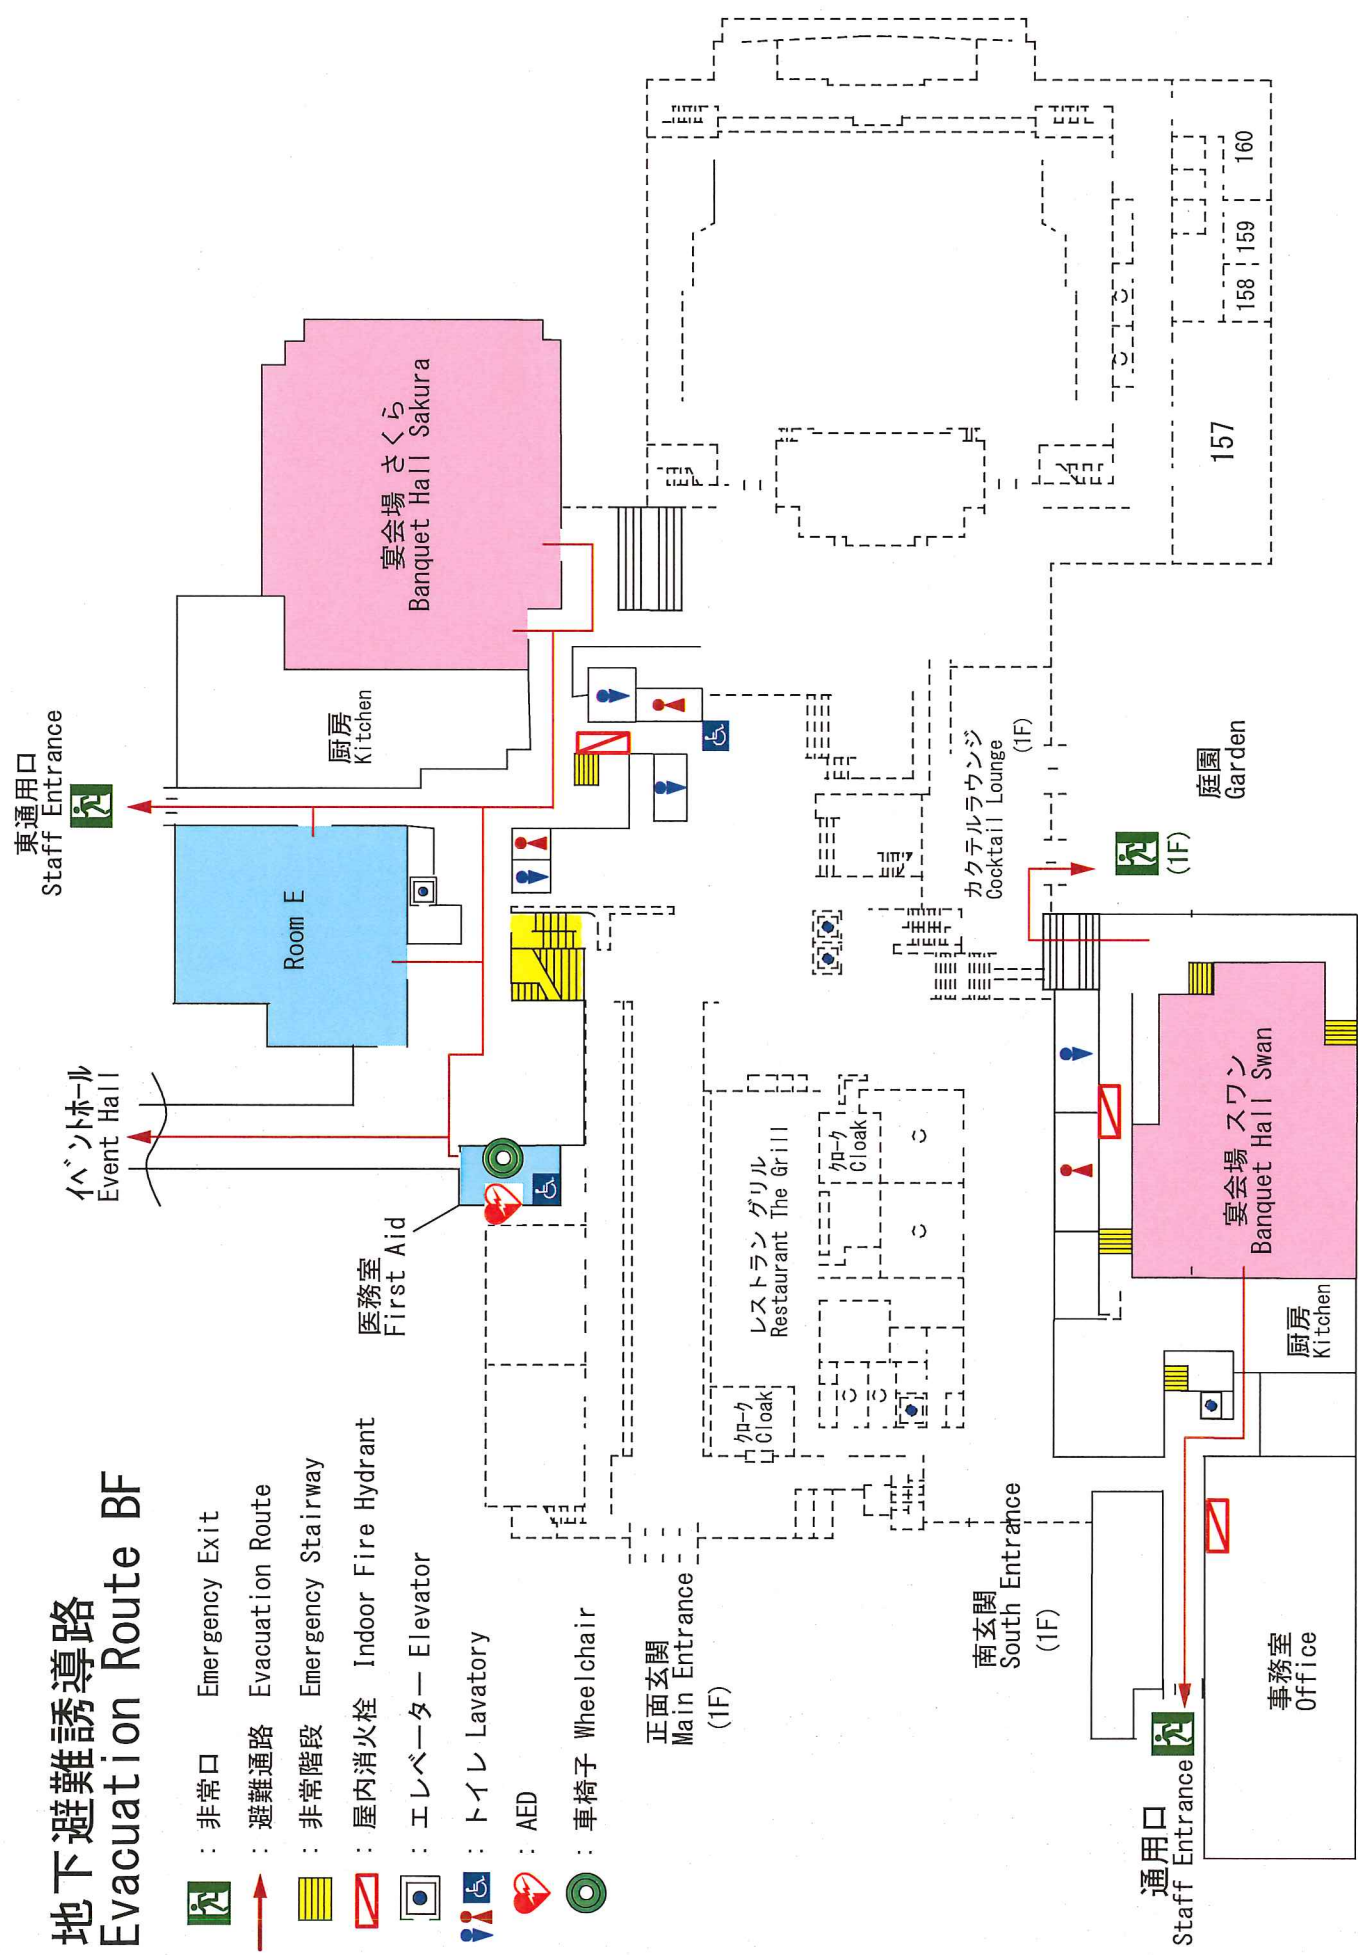 地下避難誘導路
Evacuation Route BF
: 非常口 Emergency Exit
: 避難通路 Evacuation Route
: 非常階段 Emergency Stairway
: 屋内消火栓 Indoor Fire Hydrant
: エレベーター Elevator
: トイレ Lavatory
: AED
: 車椅子 Wheelchair
東通用口
Staff Entrance
イベントホール
Event Hall
Room E
厨房
Kitchen
宴会場 さくら
Banquet Hall Sakura
医務室
First Aid
正面玄関
Main Entrance
(1F)
クローク
Cloak
レストラン グリル
Restaurant The Grill
クローク
Cloak
カクテルラウンジ
Cocktail Lounge
(1F)
157
158
159
160
庭園
Garden
(1F)
南玄関
South Entrance
(1F)
宴会場 スワン
Banquet Hall Swan
厨房
Kitchen
事務室
Office
通用口
Staff Entrance